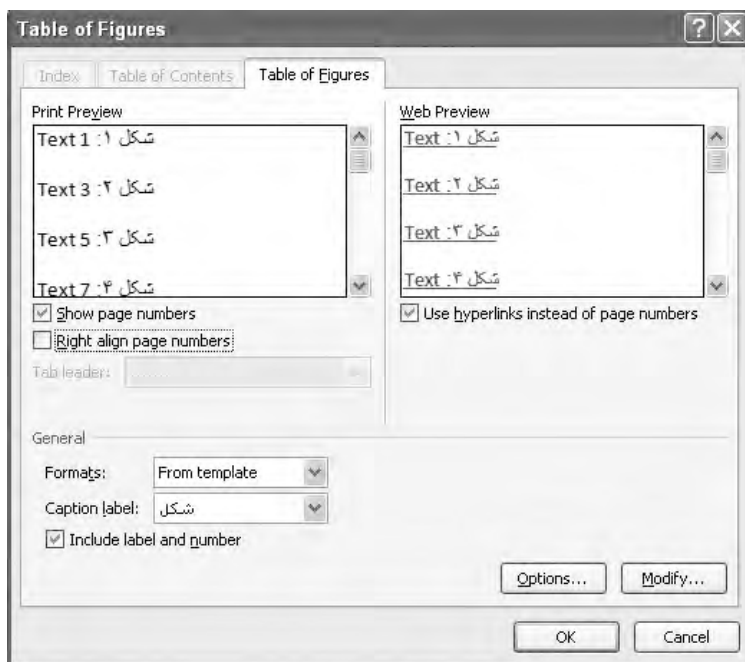 Table of Figures
Index
Table of Contents
Table of Figures
Print Preview
Text 1 :۱ شکل
Text 3 :۲ شکل
Text 5 :۳ شکل
Text 7 :۴ شکل
Show page numbers
Right align page numbers
Tab leader: ......
Web Preview
Text :۱ شکل
Text :۲ شکل
Text :۳ شکل
Text :۴ شکل
Use hyperlinks instead of page numbers
General
Formats: From template
Caption label: شکل
Include label and number
Options... Modify...
OK Cancel